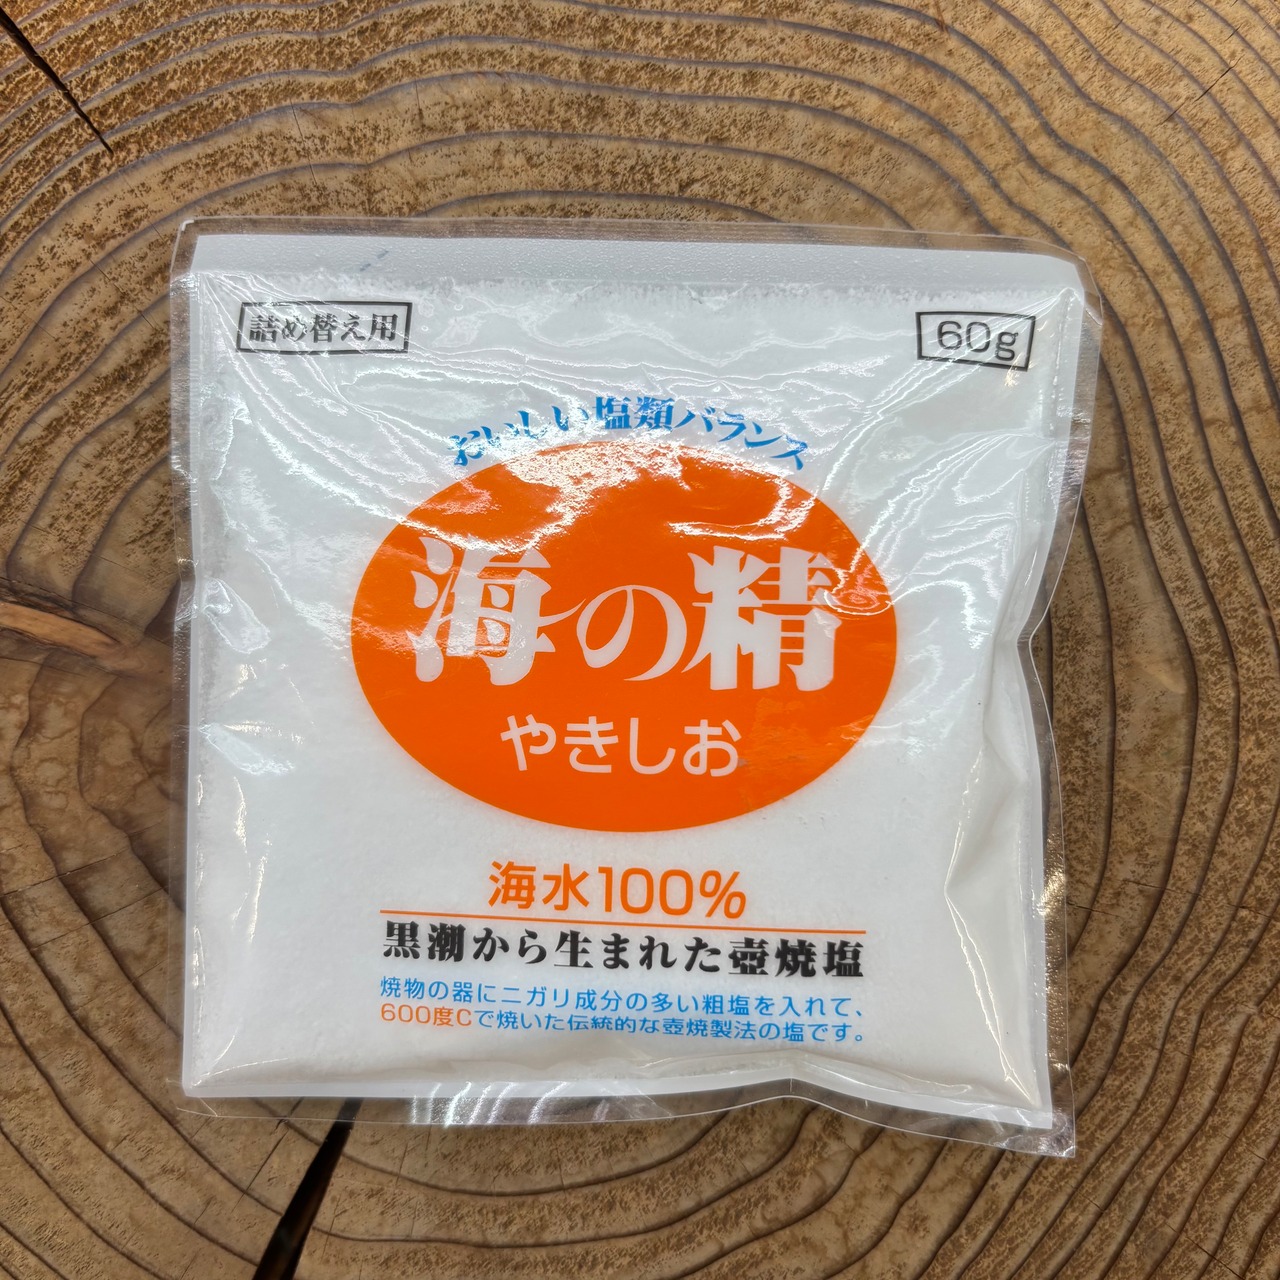 詰め替え用
60g
おいしい塩類バランス
海の精
やきしお
海水100%
黒潮から生まれた壺焼塩
焼物の器にニガリ成分の多い粗塩を入れて、
600度Cで焼いた伝統的な壺焼製法の塩です。